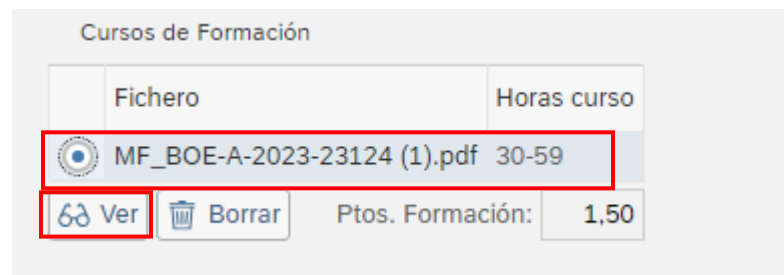 Cursos de Formación
Fichero Horas curso
MF_BOE-A-2023-23124 (1).pdf 30-59
Ver Borrar Ptos. Formación: 1,50